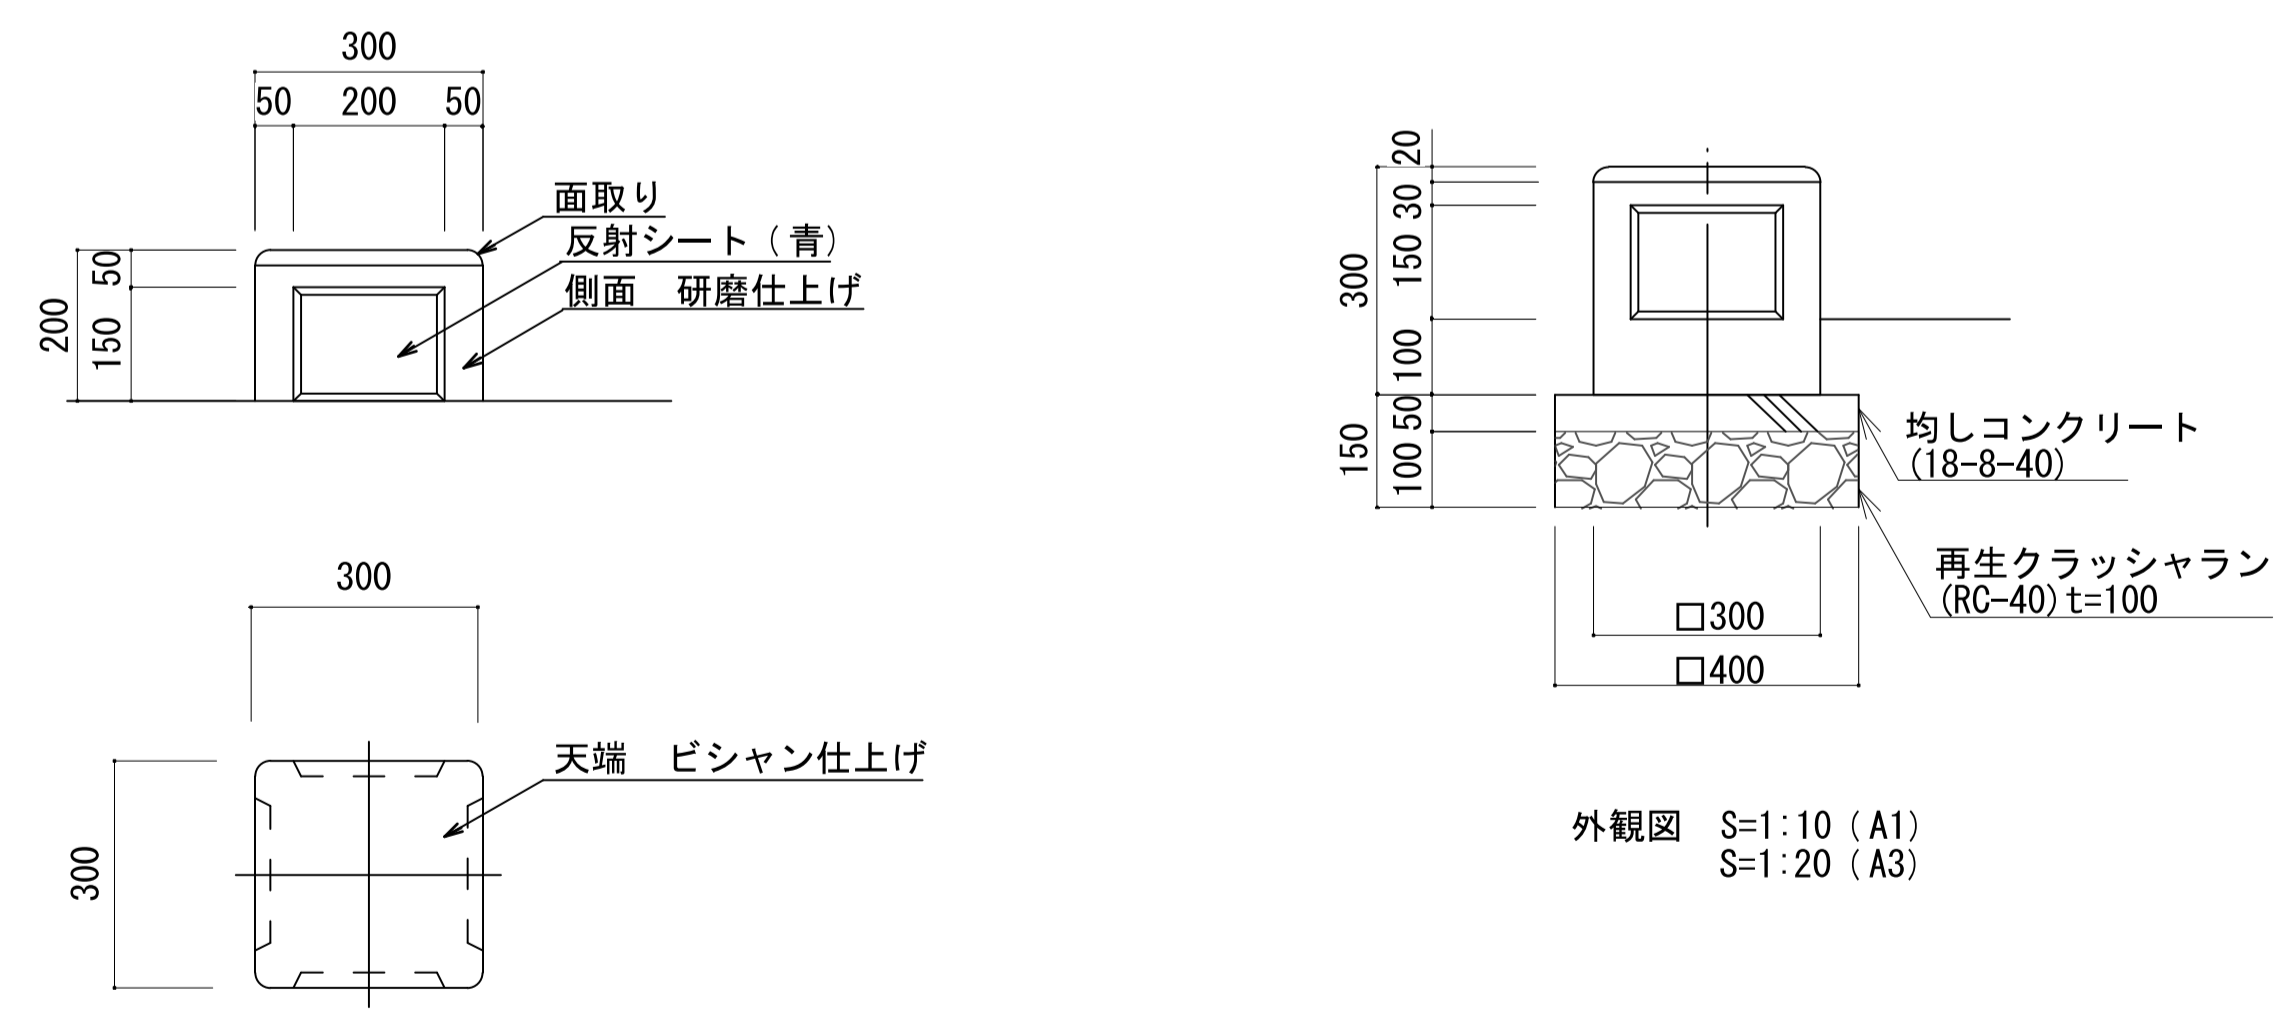 300
50 200 50
面取り
反射シート（青）
側面　研磨仕上げ
200
50
150
300
300
天端　ビシャン仕上げ
20
30
150
100
300
50
100
150
均しコンクリート
(18-8-40)
再生クラッシャラン
(RC-40)t=100
□300
□400
外観図　S=1:10（A1）
S=1:20（A3）